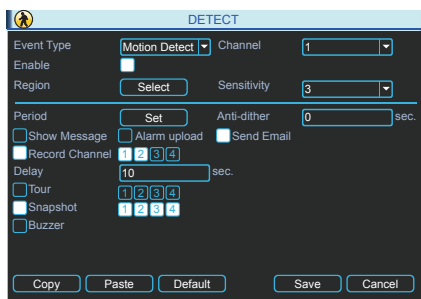 DETECT
Event Type Motion Detect Channel 1
Enable
Region Select Sensitivity 3
Period Set Anti-dither 0 sec.
Show Message Alarm upload Send Email
Record Channel 1 2 3 4
Delay 10 sec.
Tour 1 2 3 4
Snapshot 1 2 3 4
Buzzer
Copy Paste Default Save Cancel